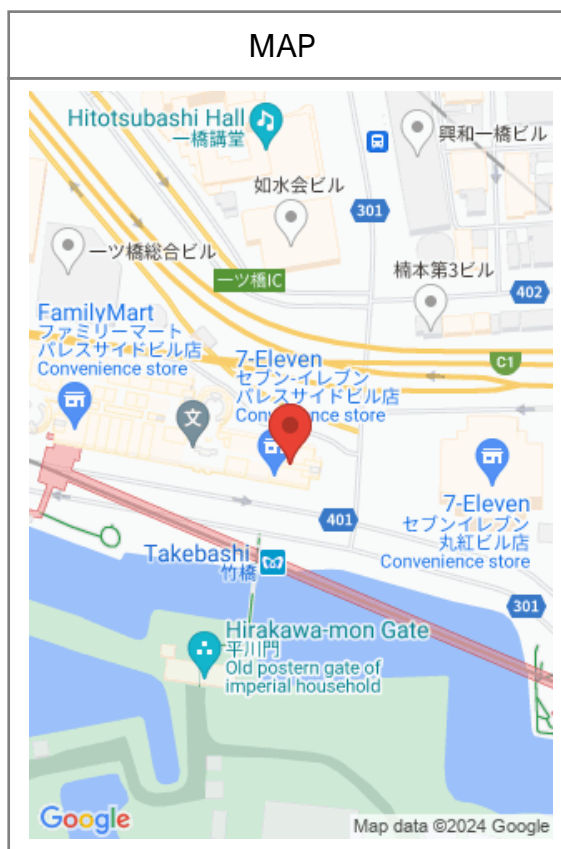 MAP
Hitotsubashi Hall
一橋講堂
興和一橋ビル
如水会ビル
301
一ツ橋総合ビル
一ツ橋IC
楠本第3ビル
402
FamilyMart
ファミリーマート
パレスサイドビル店
Convenience store
7-Eleven
セブン-イレブン
パレスサイドビル店
Convenience store
C1
文
401
7-Eleven
セブンイレブン
丸紅ビル店
Convenience store
Takebashi
竹橋
301
Hirakawa-mon Gate
平川門
Old postern gate of
imperial household
Google
Map data ©2024 Google